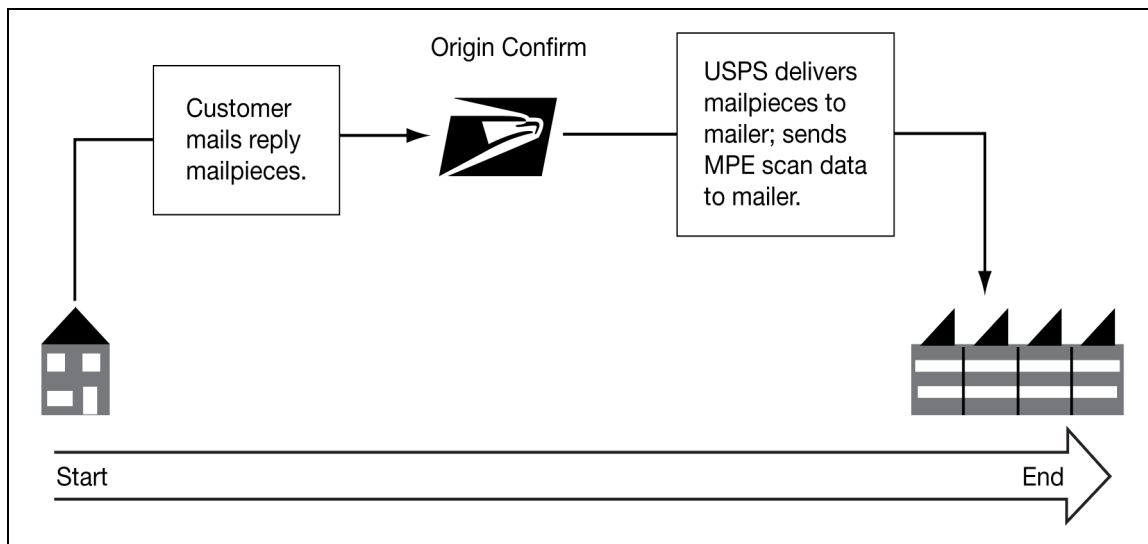 Origin Confirm
Customer
mails reply
mailpieces.
USPS delivers
mailpieces to
mailer; sends
MPE scan data
to mailer.
Start
End